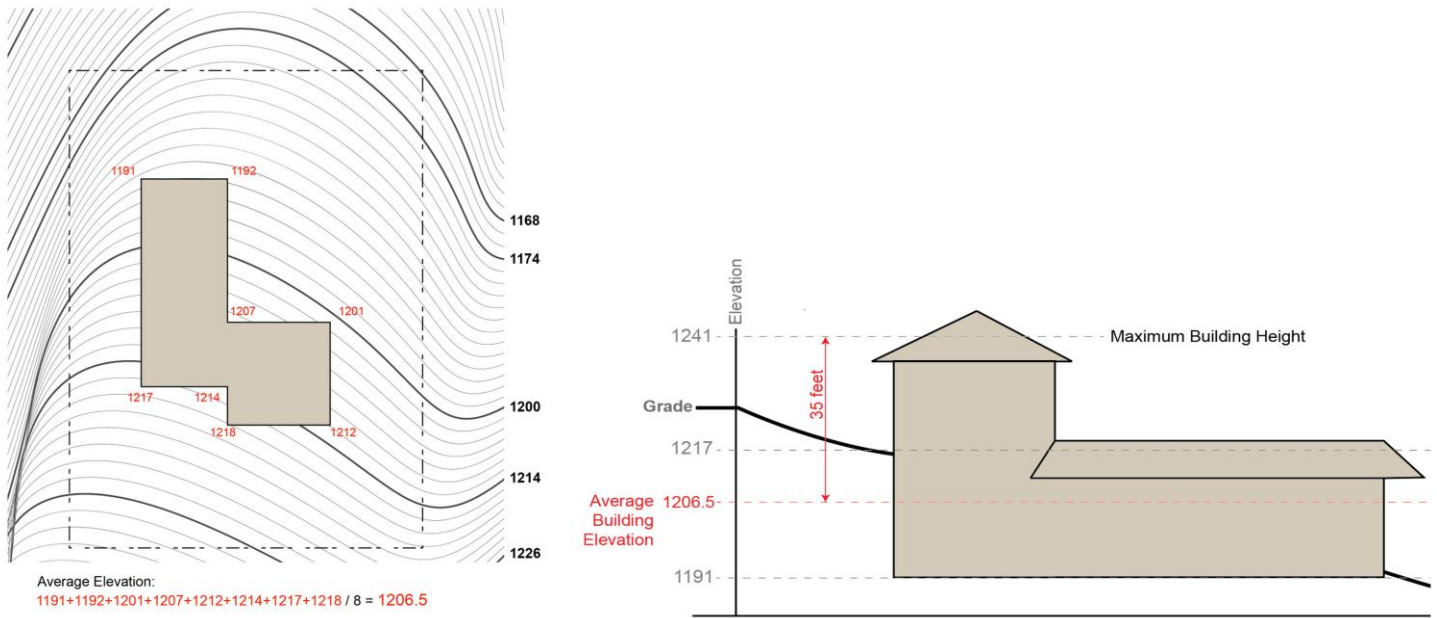 1191
1192
1168
1174
1207
1201
1217
1214
1200
1218
1212
1214
1226
Average Elevation:
1191+1192+1201+1207+1212+1214+1217+1218 / 8 = 1206.5
Elevation
1241
Maximum Building Height
35 feet
Grade
1217
Average
Building
Elevation
1206.5
1191